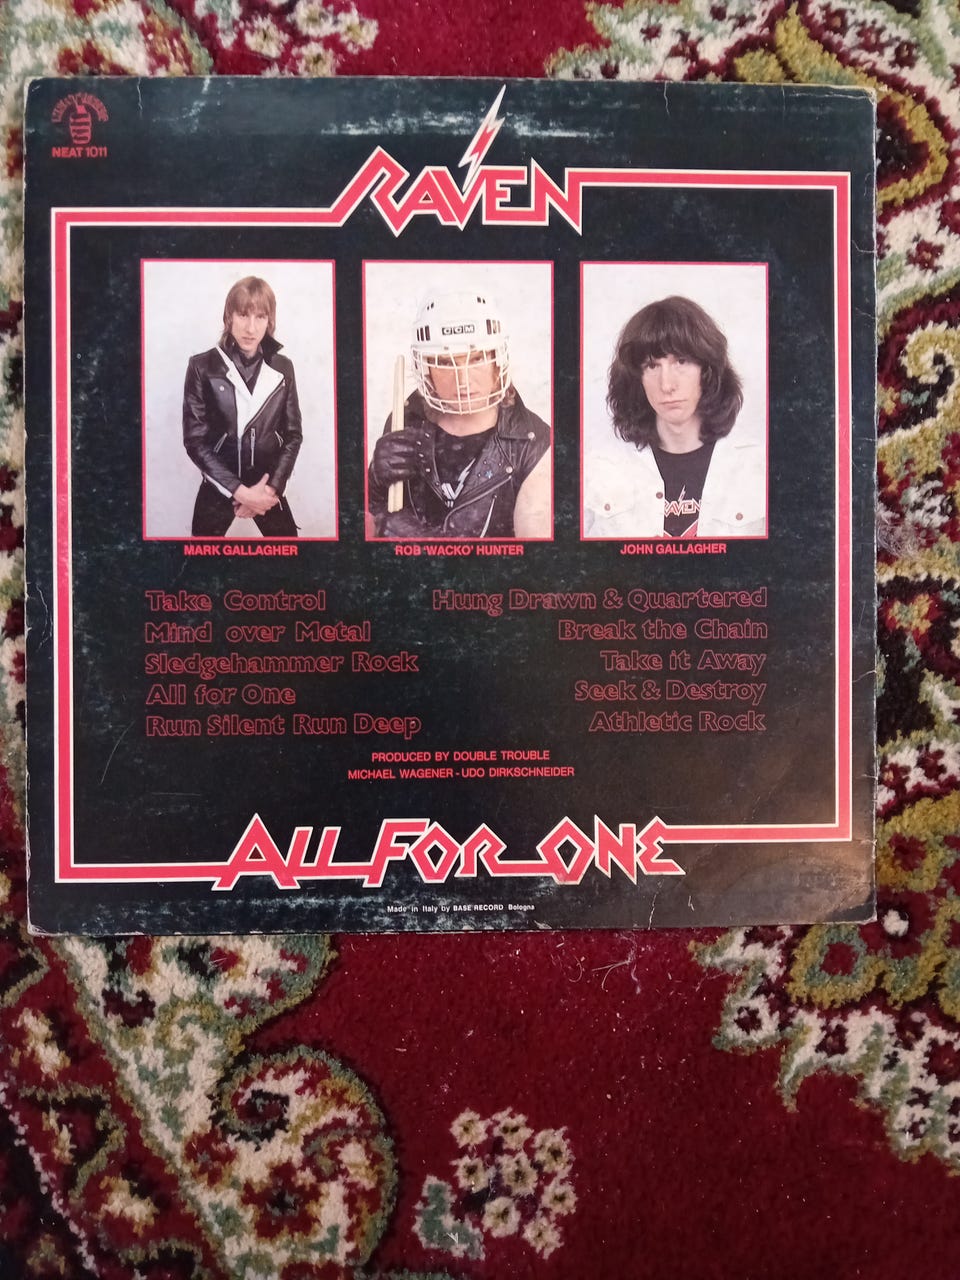 NEAT 1011
RAVEN
CCM
RAVEN
MARK GALLAGHER
ROB 'WACKO' HUNTER
JOHN GALLAGHER
Take Control
Mind over Metal
Sledgehammer Rock
All for One
Run Silent Run Deep
Hung Drawn & Quartered
Break the Chain
Take it Away
Seek & Destroy
Athletic Rock
PRODUCED BY DOUBLE TROUBLE
MICHAEL WAGENER - UDO DIRKSCHNEIDER
ALL FOR ONE
Made in Italy by BASE RECORD Bologna